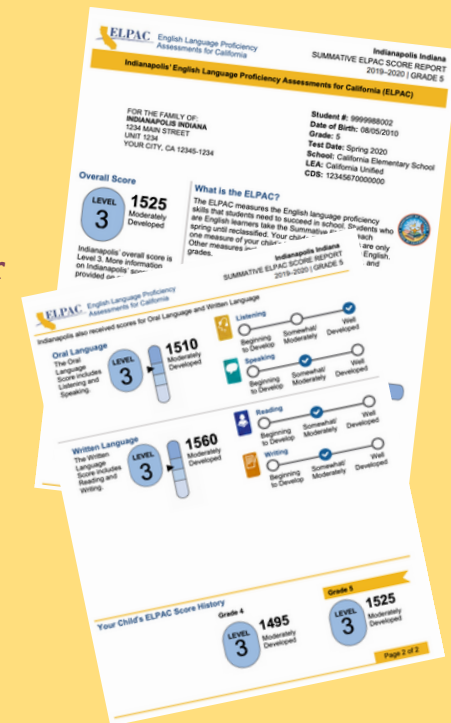 ELPAC English Language Proficiency
Assessments for California
Indianapolis Indiana
SUMMATIVE ELPAC SCORE REPORT
2019–2020 | GRADE 5
Indianapolis' English Language Proficiency Assessments for California (ELPAC)
FOR THE FAMILY OF:
INDIANAPOLIS INDIANA
1234 MAIN STREET
UNIT 1234
YOUR CITY, CA 12345-1234
Student #: 9999988002
Date of Birth: 08/05/2010
Grade: 5
Test Date: Spring 2020
School: California Elementary School
LEA: California Unified
CDS: 12345670000000
Overall Score
LEVEL
3
1525
Moderately
Developed
Indianapolis' overall score is
Level 3. More information
on Indianapolis'
provided on
What is the ELPAC?
The ELPAC measures the English language proficiency
skills that students need to succeed in school. Students who
are English learners take the Summative each
spring until reclassified. Your are only
one measure of your child's English.
Other measures and
grades.
ELPAC English Language Proficiency
Assessments for California
Indianapolis Indiana
SUMMATIVE ELPAC SCORE REPORT
2019–2020 | GRADE 5
Indianapolis also received scores for Oral Language and Written Language
Oral Language
The Oral
Language
Score includes
Listening and
Speaking.
LEVEL
3
1510
Moderately
Developed
Listening
Beginning
to Develop
Somewhat/
Moderately
Well
Developed
Speaking
Beginning
to Develop
Somewhat/
Moderately
Well
Developed
Written Language
The Written
Language
Score includes
Reading and
Writing.
LEVEL
3
1560
Moderately
Developed
Reading
Beginning
to Develop
Somewhat/
Moderately
Well
Developed
Writing
Beginning
to Develop
Somewhat/
Moderately
Well
Developed
Your Child's ELPAC Score History
Grade 4
LEVEL
3
1495
Moderately
Developed
Grade 5
LEVEL
3
1525
Moderately
Developed
Page 2 of 2